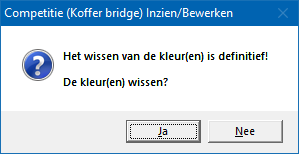 Competitie (Koffer bridge) Inzien/Bewerken
Het wissen van de kleur(en) is definitief!
De kleur(en) wissen?
Ja
Nee